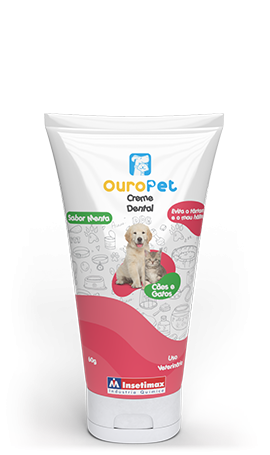 OuroPet
Creme
Dental
Evita o tártaro
e o mau hálito
Sabor Menta
Cães e
Gatos
60g
Uso
Veterinário
M Insetimax
Indústria Química